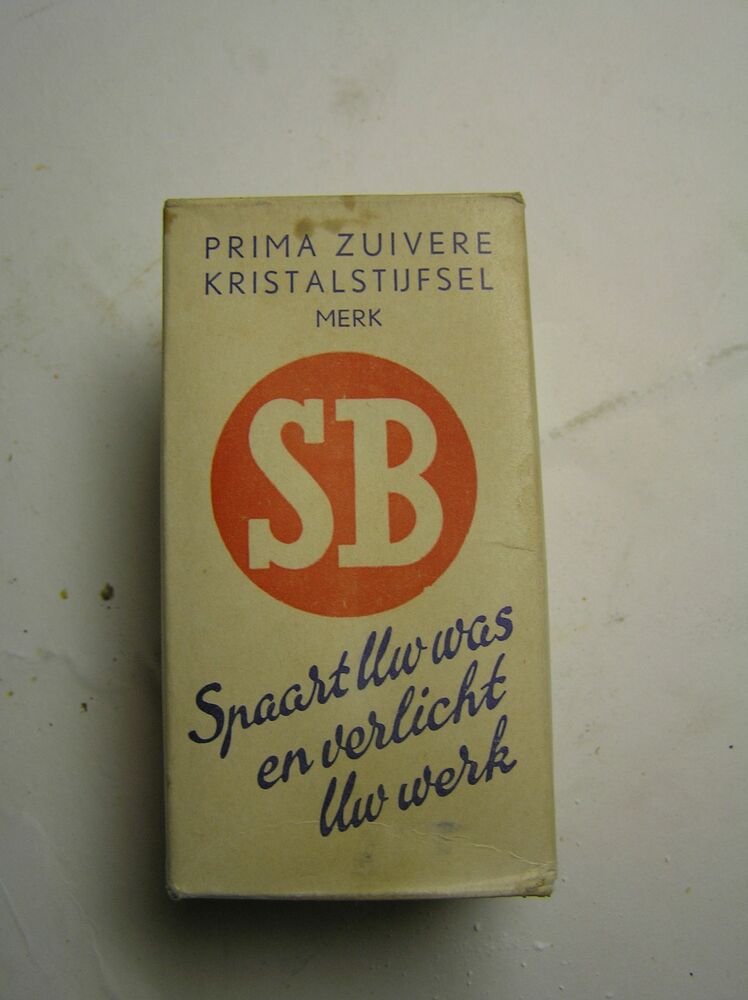 PRIMA ZUIVERE
KRISTALSTIJFSEL
MERK
SB
Spaart Uw was
en verlicht
Uw werk